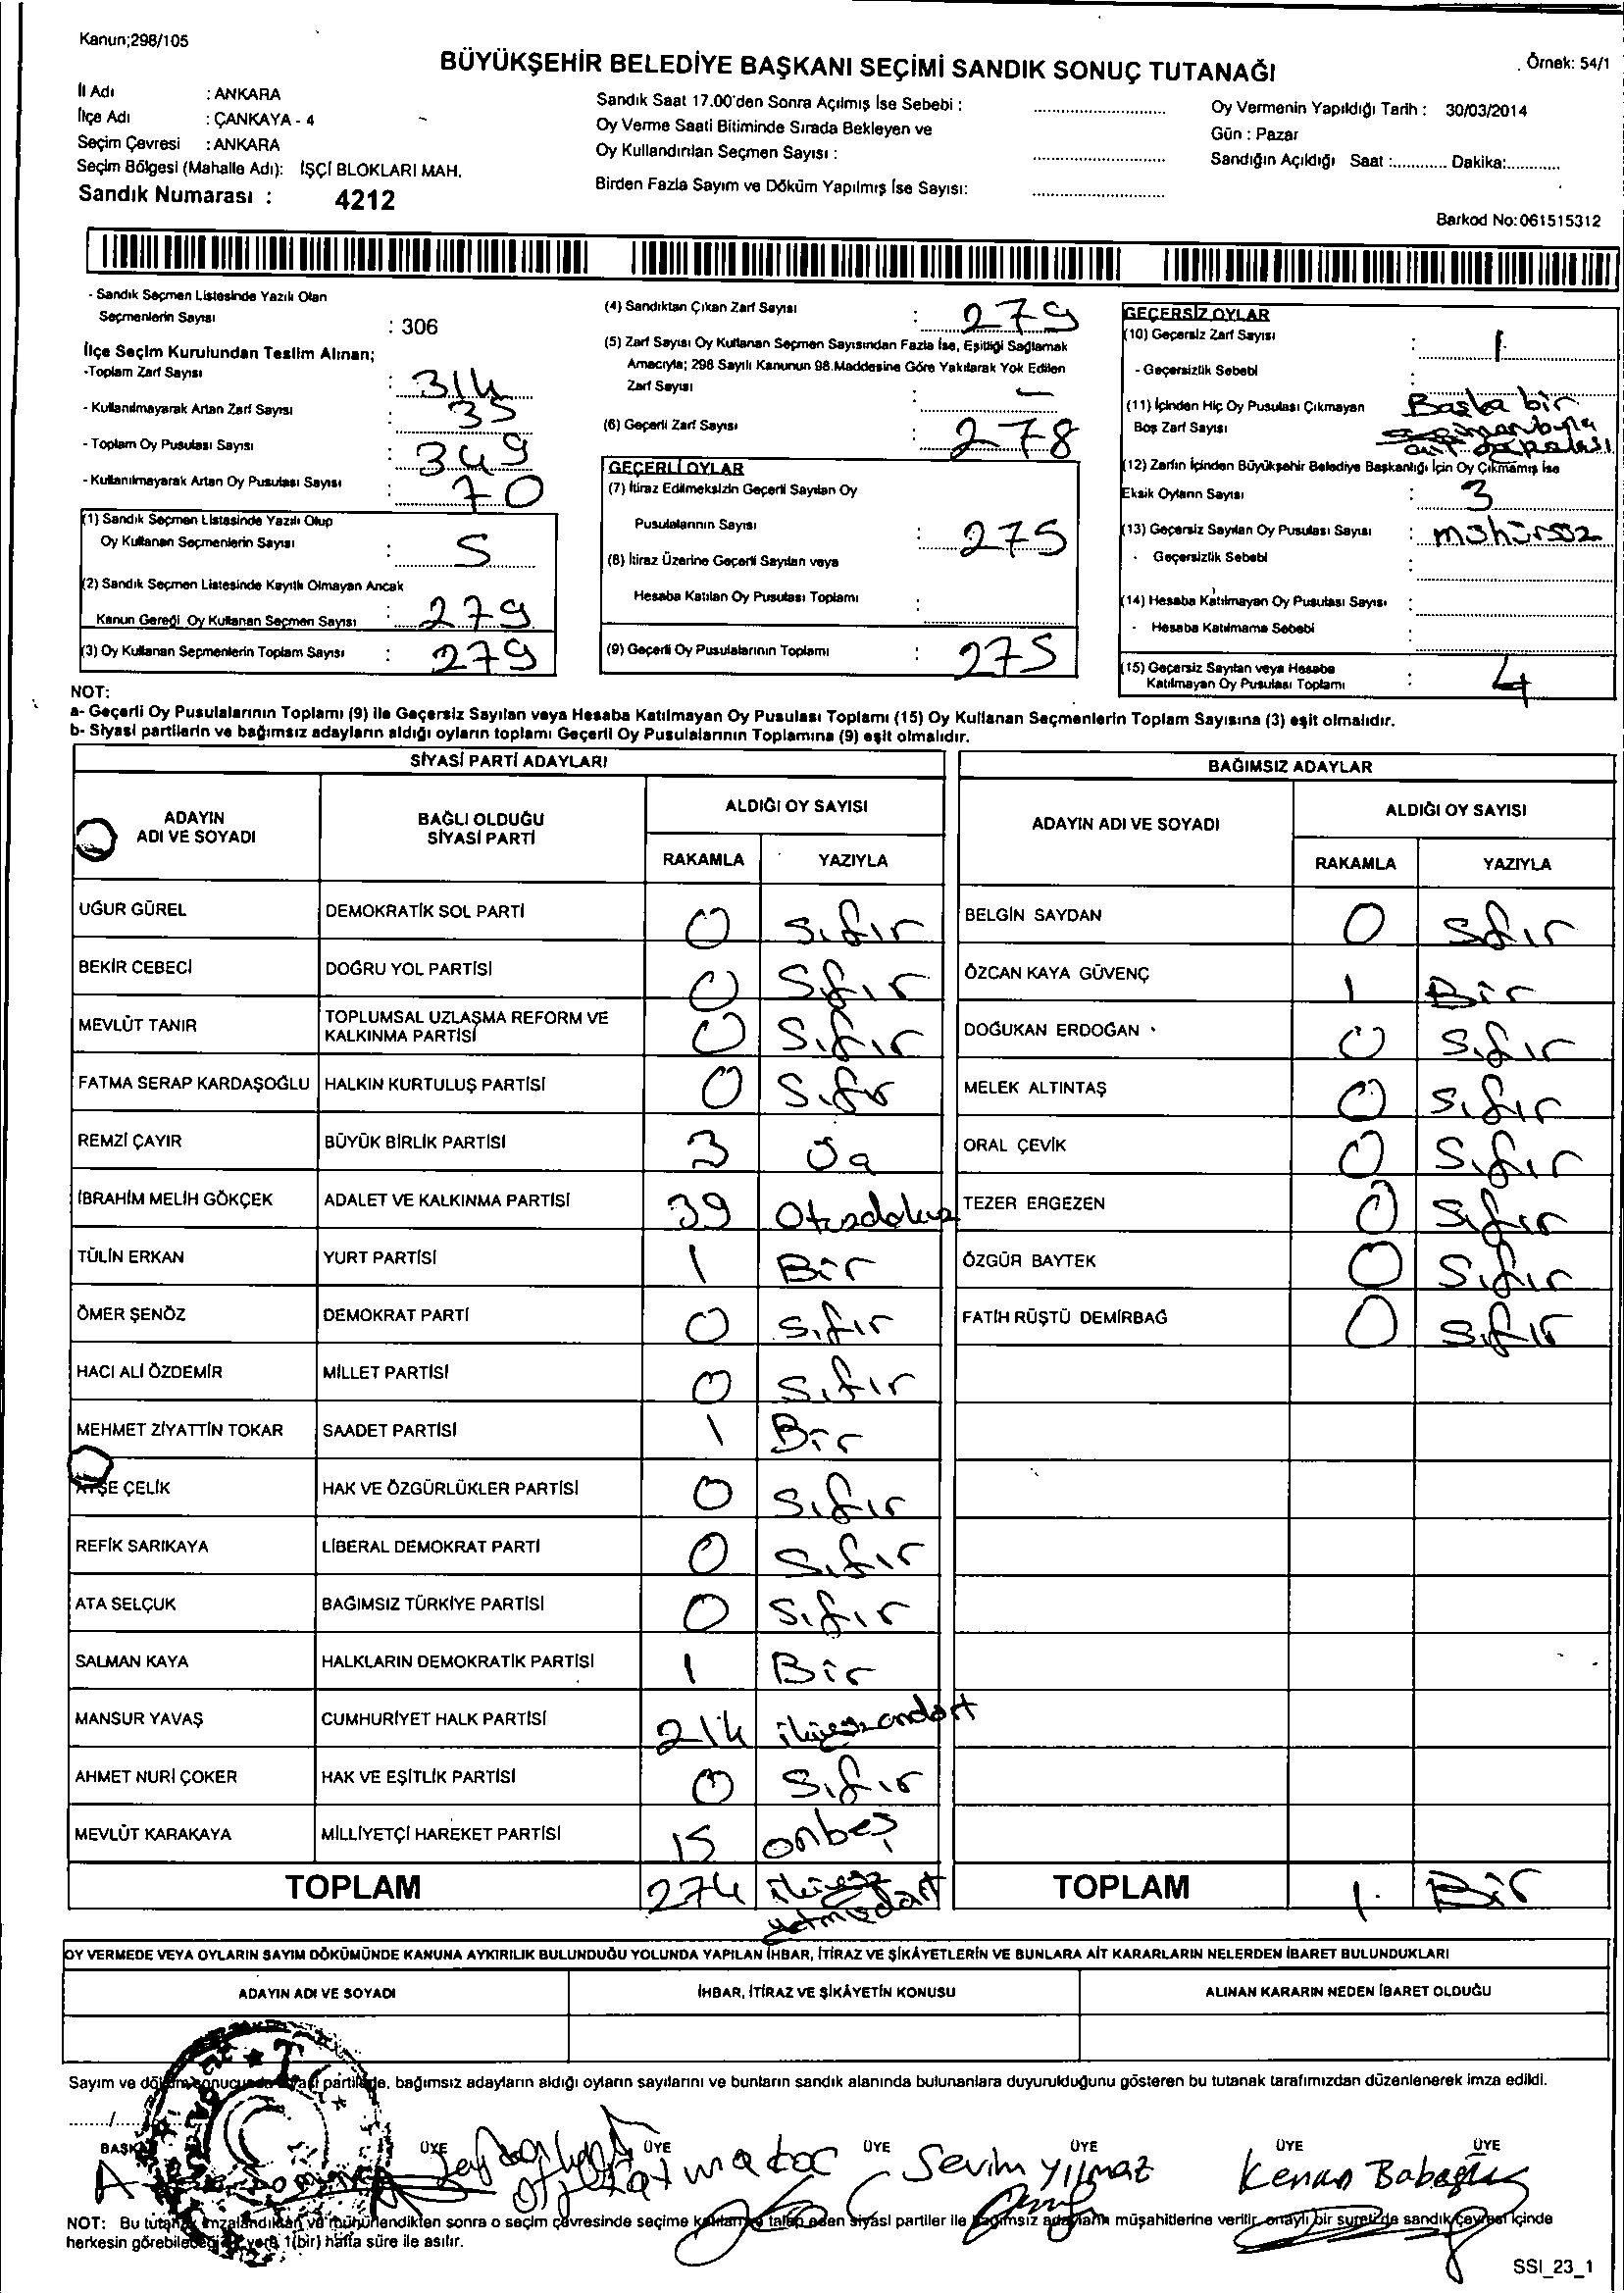 Kanun;298/105
BÜYÜKŞEHİR BELEDİYE BAŞKANI SEÇİMİ SANDIK SONUÇ TUTANAĞI
Örnek: 54/1
İl Adı : ANKARA
İlçe Adı : ÇANKAYA - 4
Seçim Çevresi : ANKARA
Seçim Bölgesi (Mahalle Adı): İŞÇİ BLOKLARI MAH.
Sandık Numarası : 4212
Sandık Saat 17.00'den Sonra Açılmış İse Sebebi :
Oy Verme Saati Bitiminde Sırada Bekleyen ve
Oy Kullandırılan Seçmen Sayısı :
Birden Fazla Sayım ve Döküm Yapılmış İse Sayısı:
Oy Vermenin Yapıldığı Tarih : 30/03/2014
Gün : Pazar
Sandığın Açıldığı Saat :............ Dakika:............
Barkod No:061515312
- Sandık Seçmen Listesinde Yazılı Olan
Seçmenlerin Sayısı : 306
İlçe Seçim Kurulundan Teslim Alınan;
-Toplam Zarf Sayısı : 314
- Kullanılmayarak Artan Zarf Sayısı : 35
- Toplam Oy Pusulası Sayısı : 349
- Kullanılmayarak Artan Oy Pusulası Sayısı : 70
(1) Sandık Seçmen Listesinde Yazılı Olup
Oy Kullanan Seçmenlerin Sayısı : 5
(2) Sandık Seçmen Listesinde Kayıtlı Olmayan Ancak
Kanun Gereği Oy Kullanan Seçmen Sayısı : 279
(3) Oy Kullanan Seçmenlerin Toplam Sayısı : 279
(4) Sandıktan Çıkan Zarf Sayısı : 279
(5) Zarf Sayısı Oy Kullanan Seçmen Sayısından Fazla İse, Eşitliği Sağlamak
Amacıyla; 298 Sayılı Kanunun 98.Maddesine Göre Yakılarak Yok Edilen
Zarf Sayısı : -
(6) Geçerli Zarf Sayısı : 278
GEÇERLİ OYLAR
(7) İtiraz Edilmeksizin Geçerli Sayılan Oy
Pusulalarının Sayısı : 275
(8) İtiraz Üzerine Geçerli Sayılan veya
Hesaba Katılan Oy Pusulası Toplamı :
(9) Geçerli Oy Pusulalarının Toplamı : 275
GEÇERSİZ OYLAR
(10) Geçersiz Zarf Sayısı : 1
- Geçersizlik Sebebi :
(11) İçinden Hiç Oy Pusulası Çıkmayan Başka bir
Boş Zarf Sayısı
(12) Zarfın İçinden Büyükşehir Belediye Başkanlığı İçin Oy Çıkmamış İse
Eksik Oyların Sayısı : 3
(13) Geçersiz Sayılan Oy Pusulası Sayısı : mühürsüz
- Geçersizlik Sebebi :
(14) Hesaba Katılmayan Oy Pusulası Sayısı :
- Hesaba Katılmama Sebebi :
(15) Geçersiz Sayılan veya Hesaba
Katılmayan Oy Pusulası Toplamı : 4
NOT:
a- Geçerli Oy Pusulalarının Toplamı (9) ile Geçersiz Sayılan veya Hesaba Katılmayan Oy Pusulası Toplamı (15) Oy Kullanan Seçmenlerin Toplam Sayısına (3) eşit olmalıdır.
b- Siyasi partilerin ve bağımsız adayların aldığı oyların toplamı Geçerli Oy Pusulalarının Toplamına (9) eşit olmalıdır.
SİYASİ PARTİ ADAYLARI
ADAYIN ADI VE SOYADI
BAĞLI OLDUĞU SİYASİ PARTİ
ALDIĞI OY SAYISI
RAKAMLA YAZIYLA
UĞUR GÜREL DEMOKRATİK SOL PARTİ 0 Sıfır
BEKİR CEBECİ DOĞRU YOL PARTİSİ 0 Sfır
MEVLÜT TANIR TOPLUMSAL UZLAŞMA REFORM VE KALKINMA PARTİSİ 0 Sıfır
FATMA SERAP KARDAŞOĞLU HALKIN KURTULUŞ PARTİSİ 0 Sıfır
REMZİ ÇAYIR BÜYÜK BİRLİK PARTİSİ 3 Üç
İBRAHİM MELİH GÖKÇEK ADALET VE KALKINMA PARTİSİ 39 Otuzdokuz
TÜLİN ERKAN YURT PARTİSİ 1 Bir
ÖMER ŞENÖZ DEMOKRAT PARTİ 0 Sıfır
HACI ALİ ÖZDEMİR MİLLET PARTİSİ 0 Sıfır
MEHMET ZİYATTİN TOKAR SAADET PARTİSİ 1 Bir
AYŞE ÇELİK HAK VE ÖZGÜRLÜKLER PARTİSİ 0 Sıfır
REFİK SARIKAYA LİBERAL DEMOKRAT PARTİ 0 Sıfır
ATA SELÇUK BAĞIMSIZ TÜRKİYE PARTİSİ 0 Sıfır
SALMAN KAYA HALKLARIN DEMOKRATİK PARTİSİ 1 Bir
MANSUR YAVAŞ CUMHURİYET HALK PARTİSİ 214 ikiyüzondört
AHMET NURİ ÇOKER HAK VE EŞİTLİK PARTİSİ 0 Sıfır
MEVLÜT KARAKAYA MİLLİYETÇİ HAREKET PARTİSİ 15 onbeş
TOPLAM 274 ikiyüz yetmişdört
BAĞIMSIZ ADAYLAR
ADAYIN ADI VE SOYADI
ALDIĞI OY SAYISI
RAKAMLA YAZIYLA
BELGİN SAYDAN 0 Sıfır
ÖZCAN KAYA GÜVENÇ 1 Bir
DOĞUKAN ERDOĞAN 0 Sıfır
MELEK ALTINTAŞ 0 Sıfır
ORAL ÇEVİK 0 Sıfır
TEZER ERGEZEN 0 Sıfır
ÖZGÜR BAYTEK 0 Sıfır
FATİH RÜŞTÜ DEMİRBAĞ 0 Sıfır
TOPLAM 1 Bir
OY VERMEDE VEYA OYLARIN SAYIM DÖKÜMÜNDE KANUNA AYKIRILIK BULUNDUĞU YOLUNDA YAPILAN İHBAR, İTİRAZ VE ŞİKÂYETLERİN VE BUNLARA AİT KARARLARIN NELERDEN İBARET BULUNDUKLARI
ADAYIN ADI VE SOYADI
İHBAR, İTİRAZ VE ŞİKÂYETİN KONUSU
ALINAN KARARIN NEDEN İBARET OLDUĞU
Sayım ve döküm sonucunda siyasi partilerle, bağımsız adayların aldığı oyların sayılarını ve bunların sandık alanında bulunanlara duyurulduğunu gösteren bu tutanak tarafımızdan düzenlenerek imza edildi.
BAŞKAN ÜYE ÜYE ÜYE ÜYE ÜYE ÜYE
Sevim Yılmaz
Kenan
NOT: Bu tutanak imzalandıktan ve mühürlendikten sonra o seçim çevresinde seçime katılan ve talep eden siyasi partiler ile bağımsız adayların müşahitlerine verilir, onaylı bir sureti de sandık çevresi içinde
herkesin görebileceği bir yere 1(bir) hafta süre ile asılır.
SSI_23_1